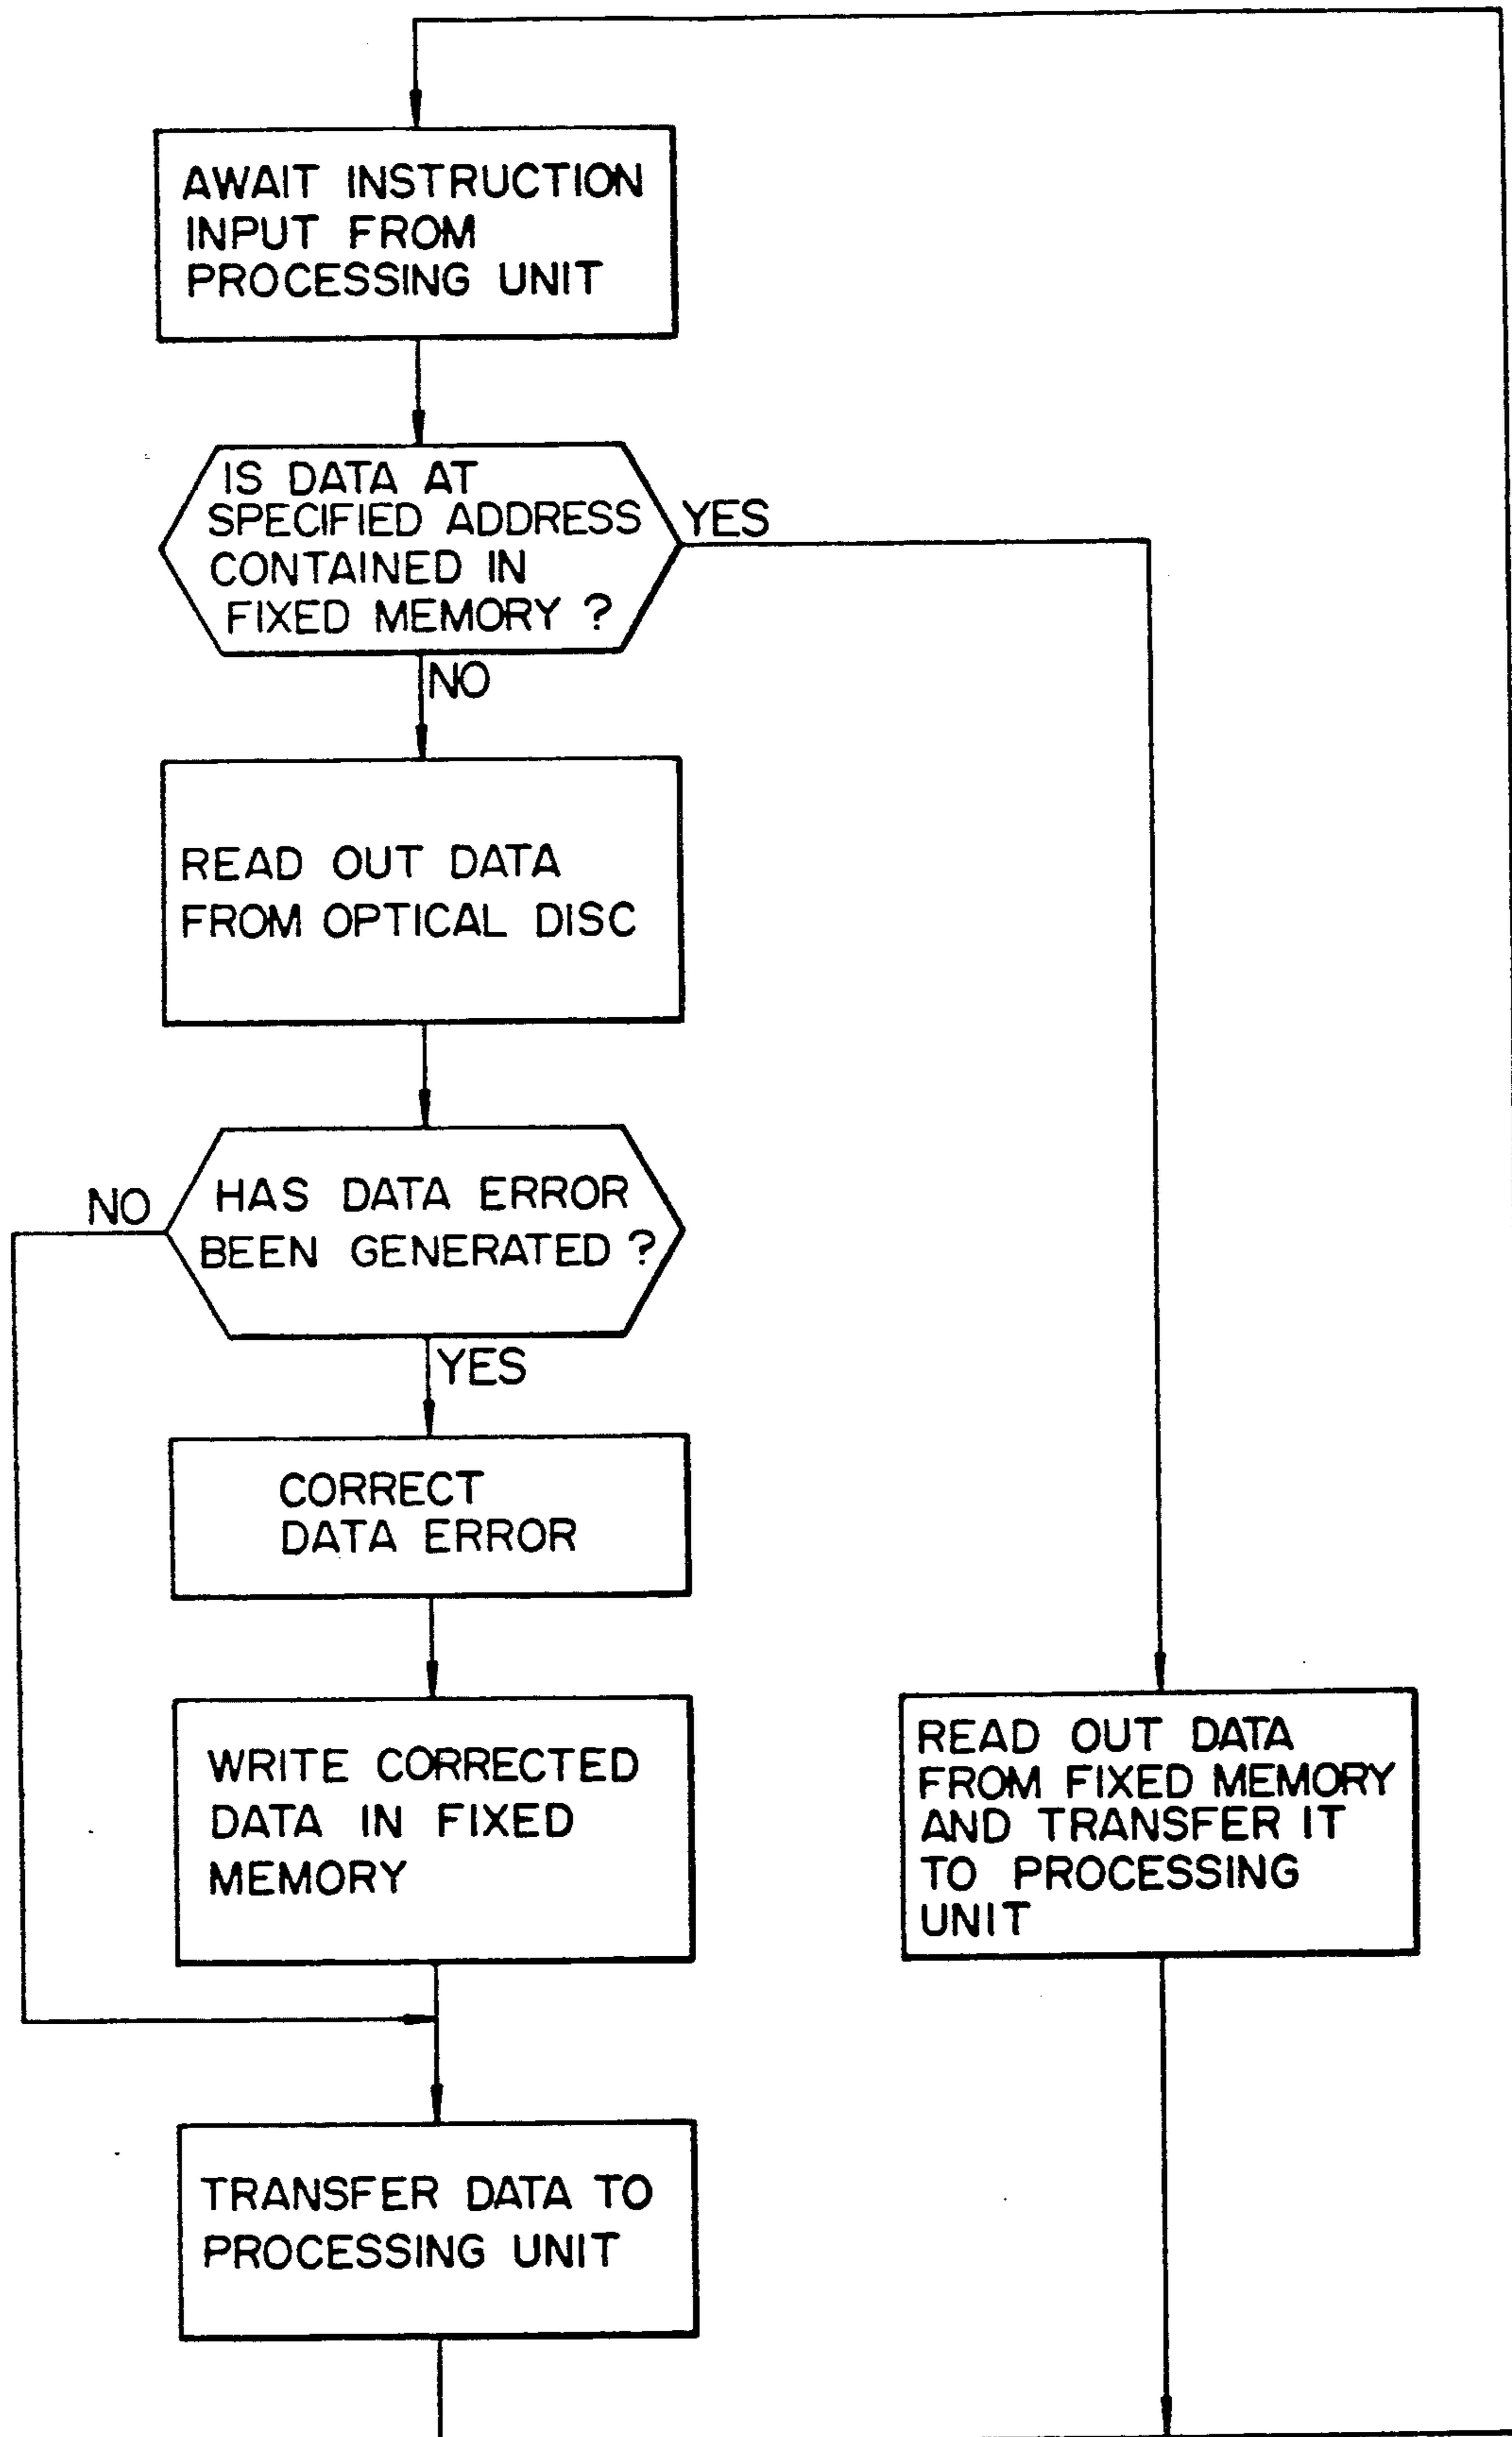 AWAIT INSTRUCTION
INPUT FROM
PROCESSING UNIT
IS DATA AT
SPECIFIED ADDRESS
CONTAINED IN
FIXED MEMORY ?
YES
NO
READ OUT DATA
FROM OPTICAL DISC
NO
HAS DATA ERROR
BEEN GENERATED ?
YES
CORRECT
DATA ERROR
WRITE CORRECTED
DATA IN FIXED
MEMORY
READ OUT DATA
FROM FIXED MEMORY
AND TRANSFER IT
TO PROCESSING
UNIT
TRANSFER DATA TO
PROCESSING UNIT